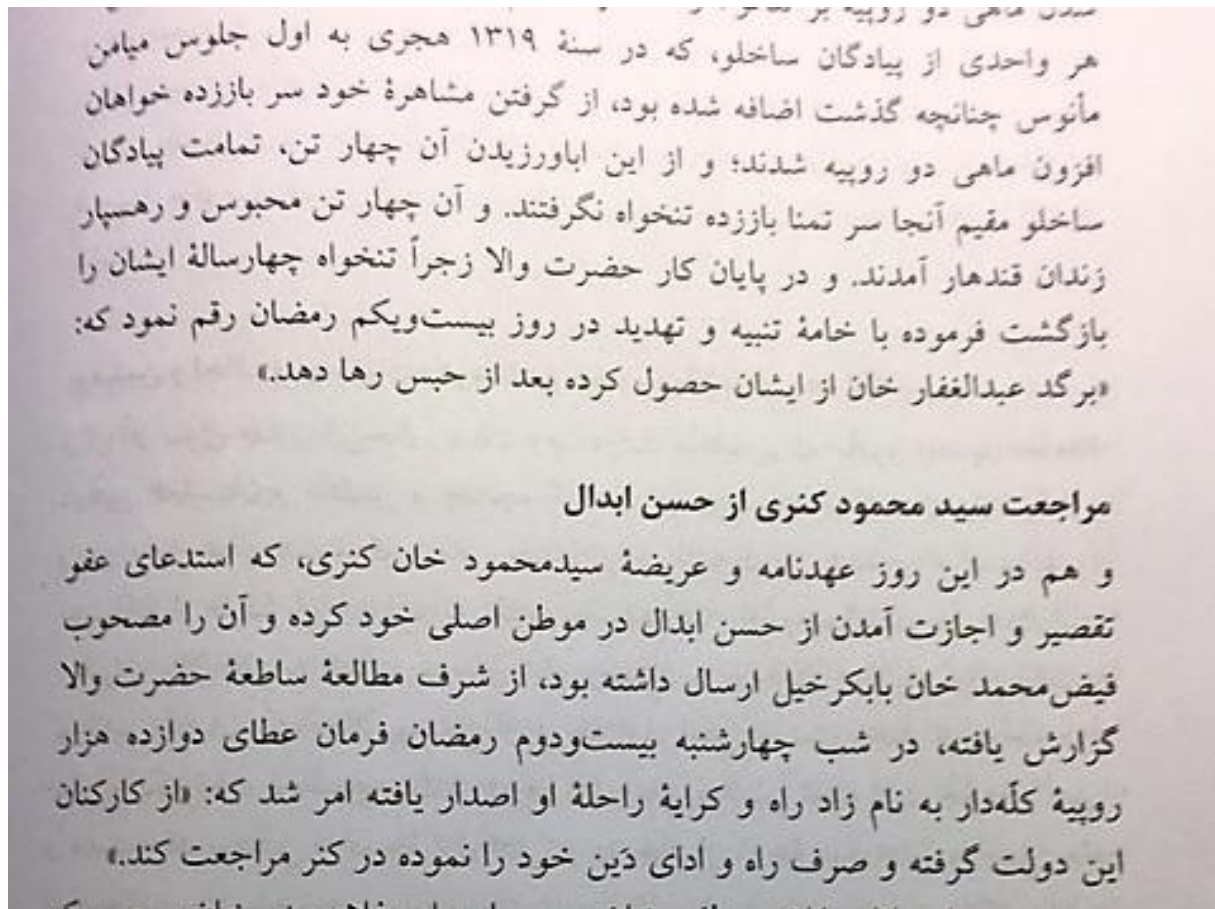 ماهی دو روپیه بر
هر واحدی از پیادگان ساخلو، که در سنهٔ ۱۳۱۹ هجری به اول جلوس میامن
مأنوس چنانچه گذشت اضافه شده بود، از گرفتن مشاهرهٔ خود سر باززده خواهان
افزون ماهی دو روپیه شدند؛ و از این اباورزیدن آن چهار تن، تمامت پیادگان
ساخلو مقیم آنجا سر تمنا باززده تنخواه نگرفتند. و آن چهار تن محبوس و رهسپار
زندان قندهار آمدند. و در پایان کار حضرت والا زجراً تنخواه چهارسالهٔ ایشان را
بازگشت فرموده با خامهٔ تنبیه و تهدید در روز بیست‌ویکم رمضان رقم نمود که:
«برگد عبدالغفار خان از ایشان حصول کرده بعد از حبس رها دهد.»
مراجعت سید محمود کنری از حسن ابدال
و هم در این روز عهدنامه و عریضهٔ سیدمحمود خان کنری، که استدعای عفو
تقصیر و اجازت آمدن از حسن ابدال در موطن اصلی خود کرده و آن را مصحوب
فیض‌محمد خان بابکرخیل ارسال داشته بود، از شرف مطالعهٔ ساطعهٔ حضرت والا
گزارش یافته، در شب چهارشنبه بیست‌ودوم رمضان فرمان عطای دوازده هزار
روپیهٔ کلّه‌دار به نام زاد راه و کرایهٔ راحلهٔ او اصدار یافته امر شد که: «از کارکنان
این دولت گرفته و صرف راه و ادای دَین خود را نموده در کنر مراجعت کند.»